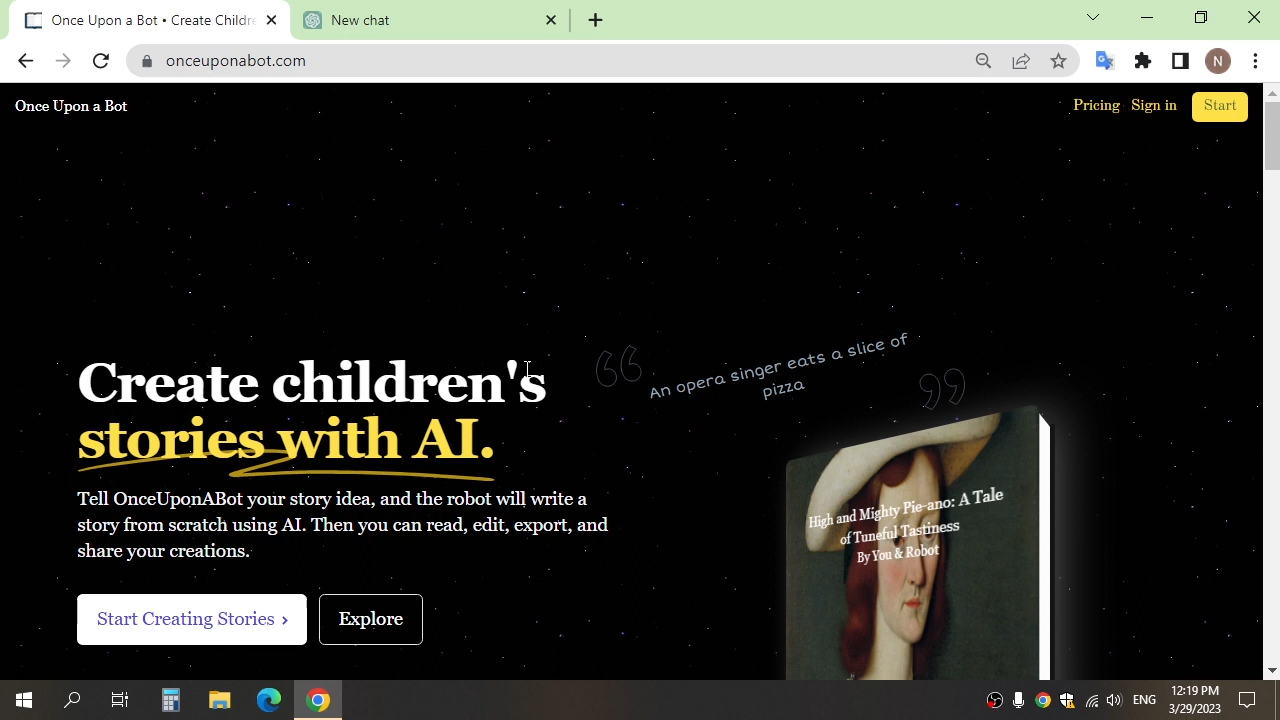 Once Upon a Bot • Create Childre
New chat
onceuponabot.com
N
Once Upon a Bot
Pricing Sign in Start
An opera singer eats a slice of
pizza
Create children's
stories with AI.
Tell OnceUponABot your story idea, and the robot will write a
story from scratch using AI. Then you can read, edit, export, and
share your creations.
High and Mighty Pie-ano: A Tale
of Tuneful Tastiness
By You & Robot
Start Creating Stories ›
Explore
ENG
12:19 PM
3/29/2023